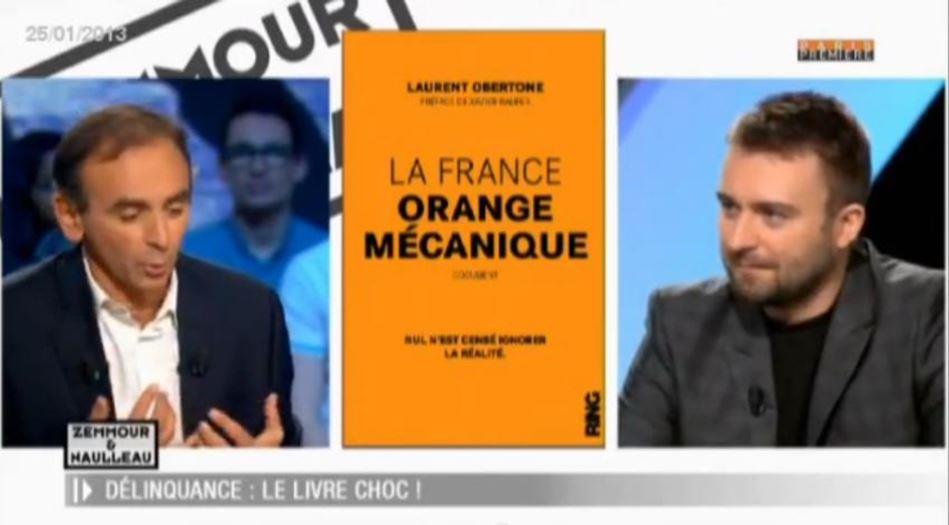 25/01/2013
ZEMMOUR
PARIS
PREMIÈRE
LAURENT OBERTONE
PRÉFACE DE XAVIER RAUFER
LA FRANCE
ORANGE
MÉCANIQUE
DOCUMENT
NUL N'EST CENSÉ IGNORER
LA RÉALITÉ.
RING
ZEMMOUR
&
NAULLEAU
DÉLINQUANCE : LE LIVRE CHOC !